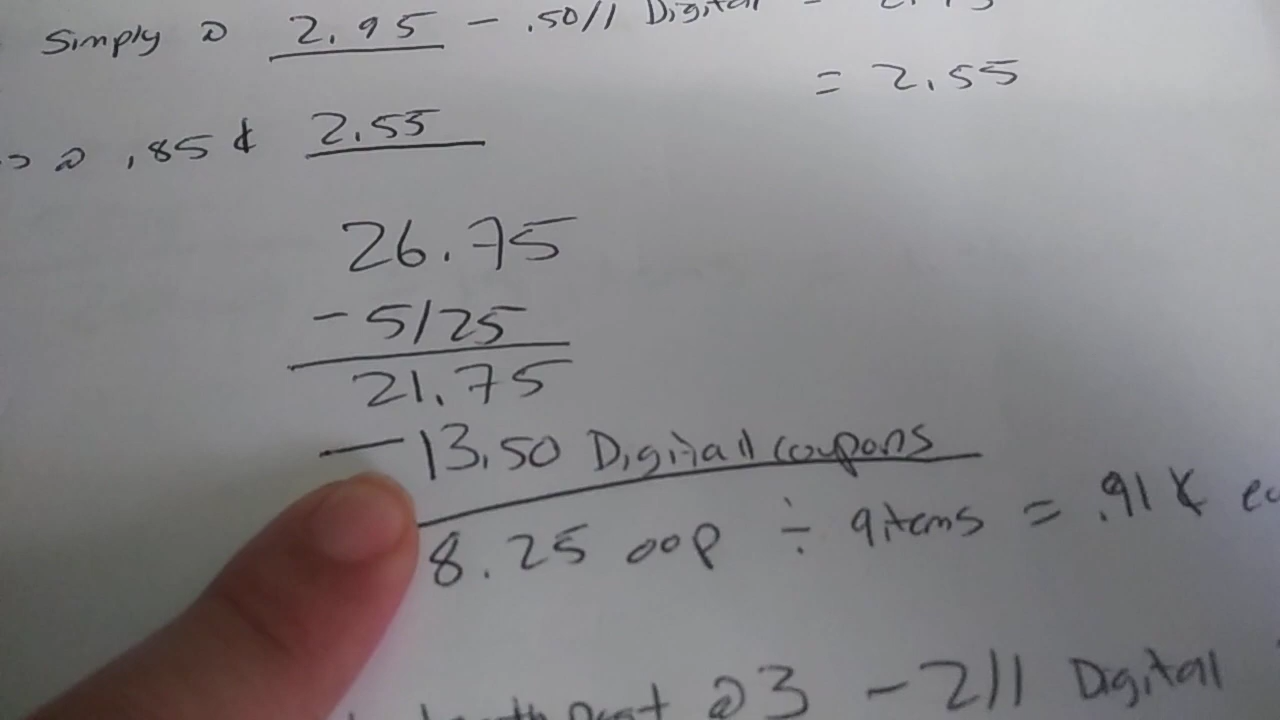 Simply @ 2.95 - .50/1 Digital -
= 2.55
@ .85 ¢ 2.55
26.75
- 5/25
21.75
- 13.50 Digital coupons
8.25 oop ÷ 9 items = .91 ¢
@ 3 - 2/1 Digital